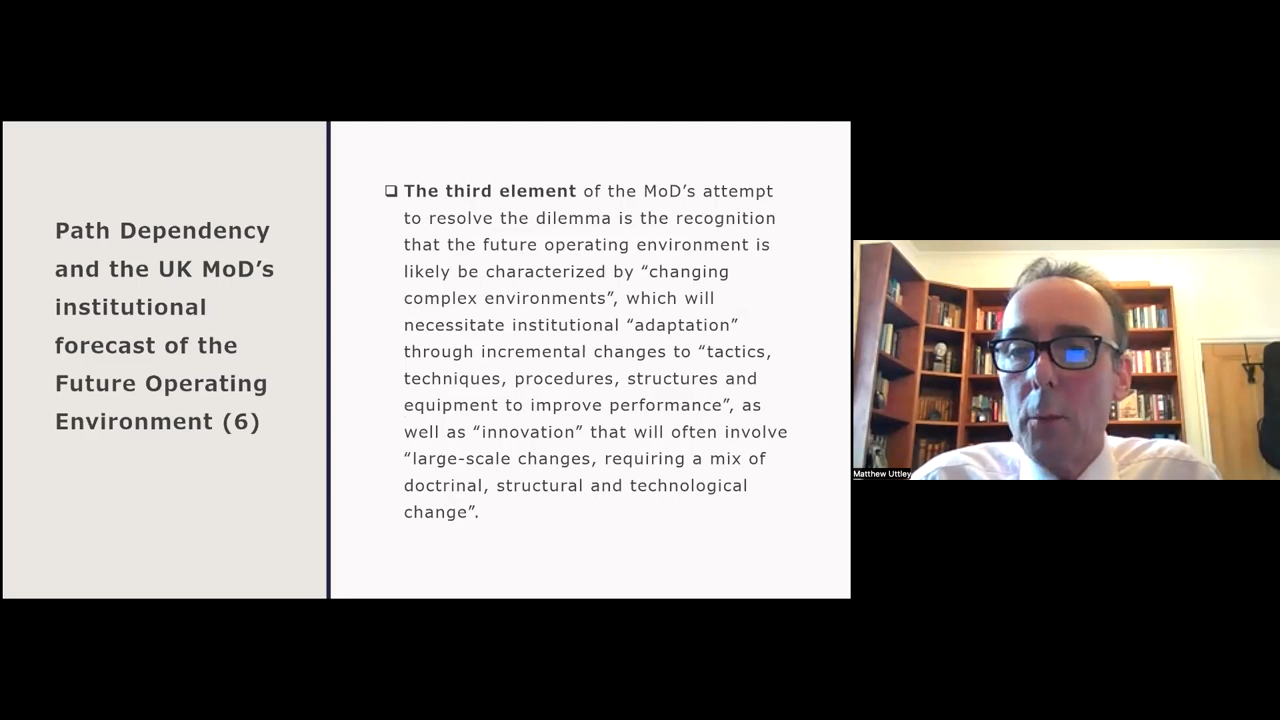 Path Dependency
and the UK MoD’s
institutional
forecast of the
Future Operating
Environment (6)
❑ The third element of the MoD’s attempt
to resolve the dilemma is the recognition
that the future operating environment is
likely be characterized by “changing
complex environments”, which will
necessitate institutional “adaptation”
through incremental changes to “tactics,
techniques, procedures, structures and
equipment to improve performance”, as
well as “innovation” that will often involve
“large-scale changes, requiring a mix of
doctrinal, structural and technological
change”.
Matthew Uttley